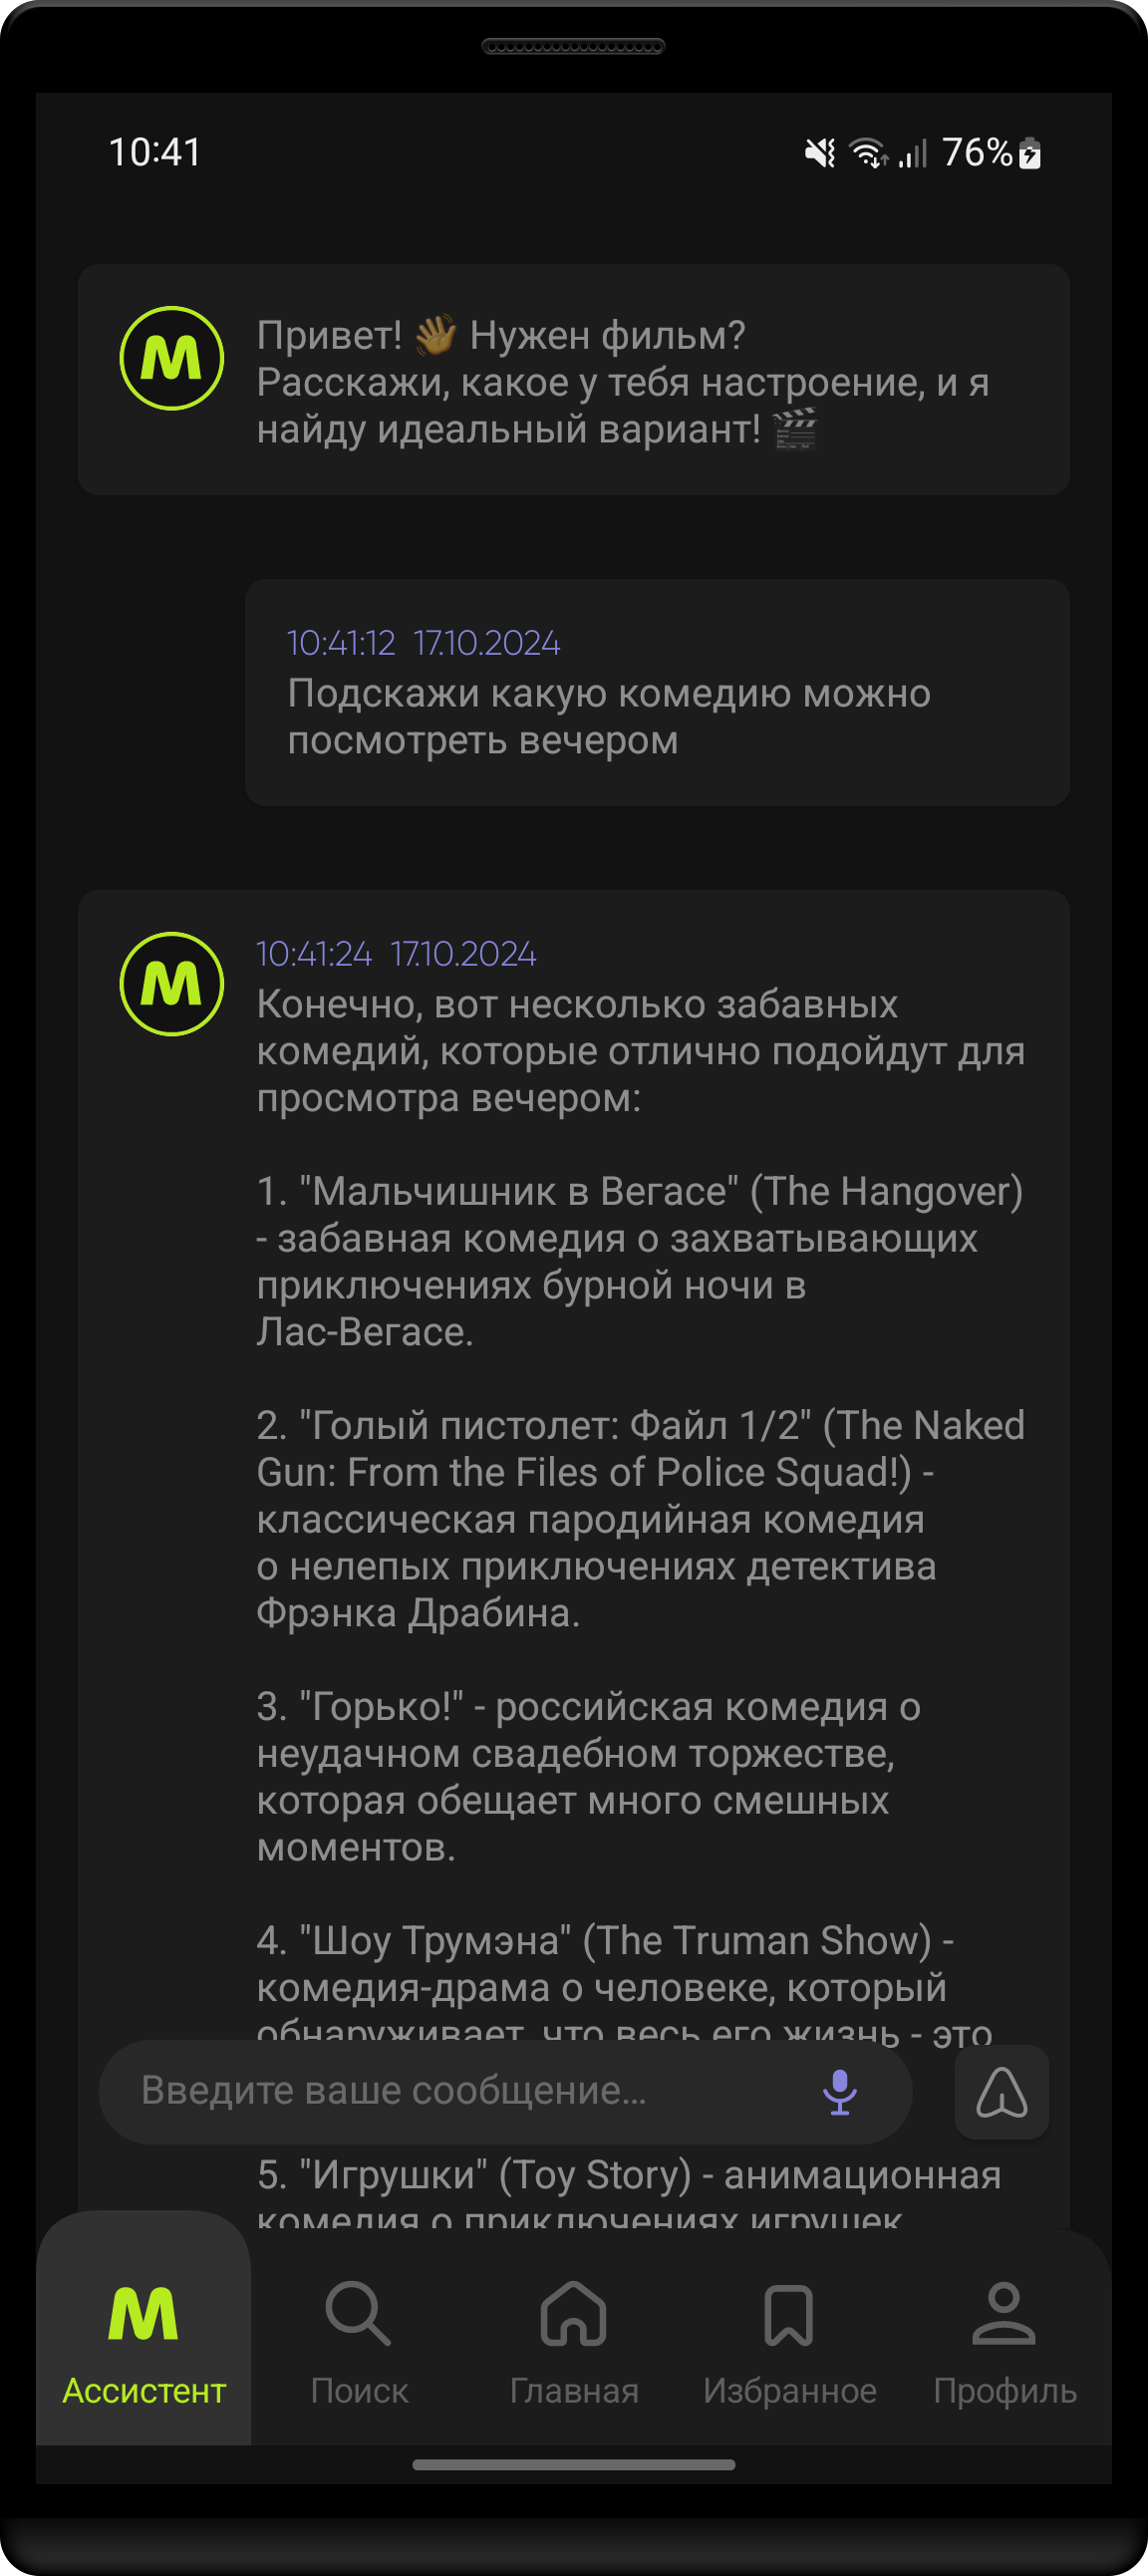 10:41
76%
Привет! 👋 Нужен фильм?
Расскажи, какое у тебя настроение, и я
найду идеальный вариант! 🎬
10:41:12 17.10.2024
Подскажи какую комедию можно
посмотреть вечером
10:41:24 17.10.2024
Конечно, вот несколько забавных
комедий, которые отлично подойдут для
просмотра вечером:
1. "Мальчишник в Вегасе" (The Hangover)
- забавная комедия о захватывающих
приключениях бурной ночи в
Лас-Вегасе.
2. "Голый пистолет: Файл 1/2" (The Naked
Gun: From the Files of Police Squad!) -
классическая пародийная комедия
о нелепых приключениях детектива
Фрэнка Драбина.
3. "Горько!" - российская комедия о
неудачном свадебном торжестве,
которая обещает много смешных
моментов.
4. "Шоу Трумэна" (The Truman Show) -
комедия-драма о человеке, который
обнаруживает, что весь его жизнь - это
Введите ваше сообщение...
5. "Игрушки" (Toy Story) - анимационная
комедия о приключениях игрушек
Ассистент
Поиск
Главная
Избранное
Профиль